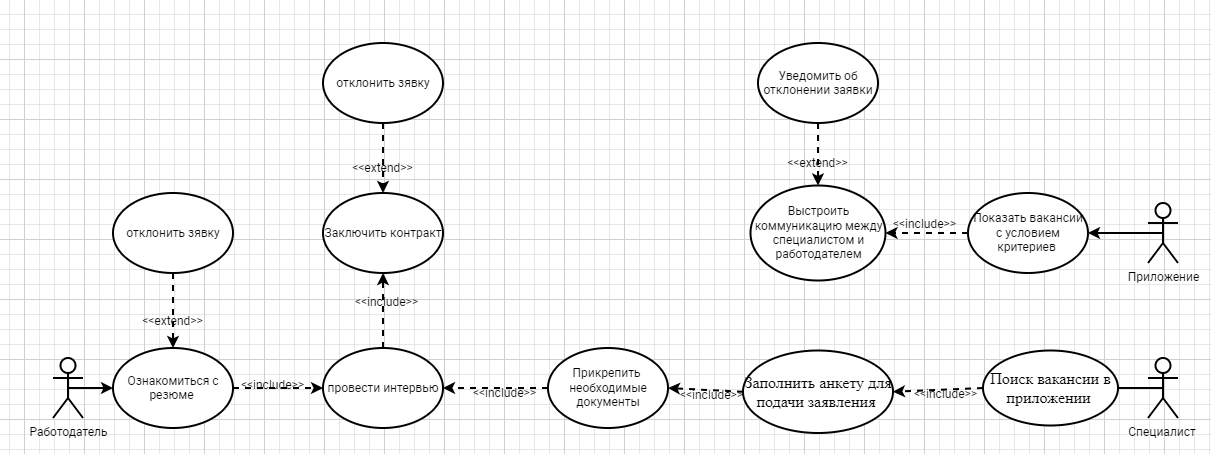 отклонить зявку
Уведомить об
отклонении заявки
<<extend>>
<<extend>>
отклонить зявку
Заключить контракт
Выстроить
коммуникацию между
специалистом и
работодателем
<<include>>
Показать вакансии
с условием
критериев
Приложение
<<extend>>
<<include>>
Работодатель
Ознакомиться с
резюме
<<include>>
провести интервью
<<include>>
Прикрепить
необходимые
документы
<<include>>
Заполнить анкету для
подачи заявления
<<include>>
Поиск вакансии в
приложении
Специалист